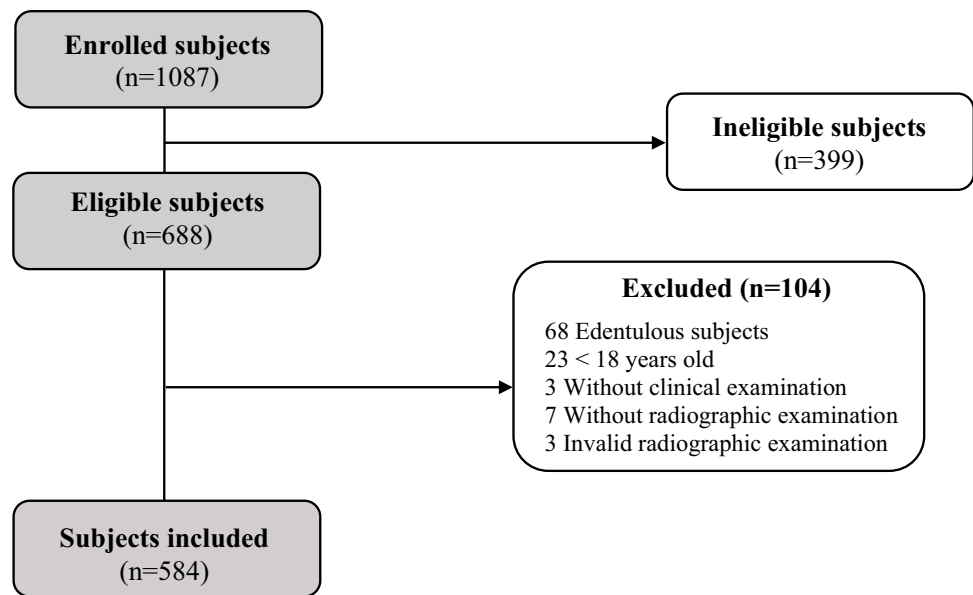 Enrolled subjects
(n=1087)
Ineligible subjects
(n=399)
Eligible subjects
(n=688)
Excluded (n=104)
68 Edentulous subjects
23 < 18 years old
3 Without clinical examination
7 Without radiographic examination
3 Invalid radiographic examination
Subjects included
(n=584)